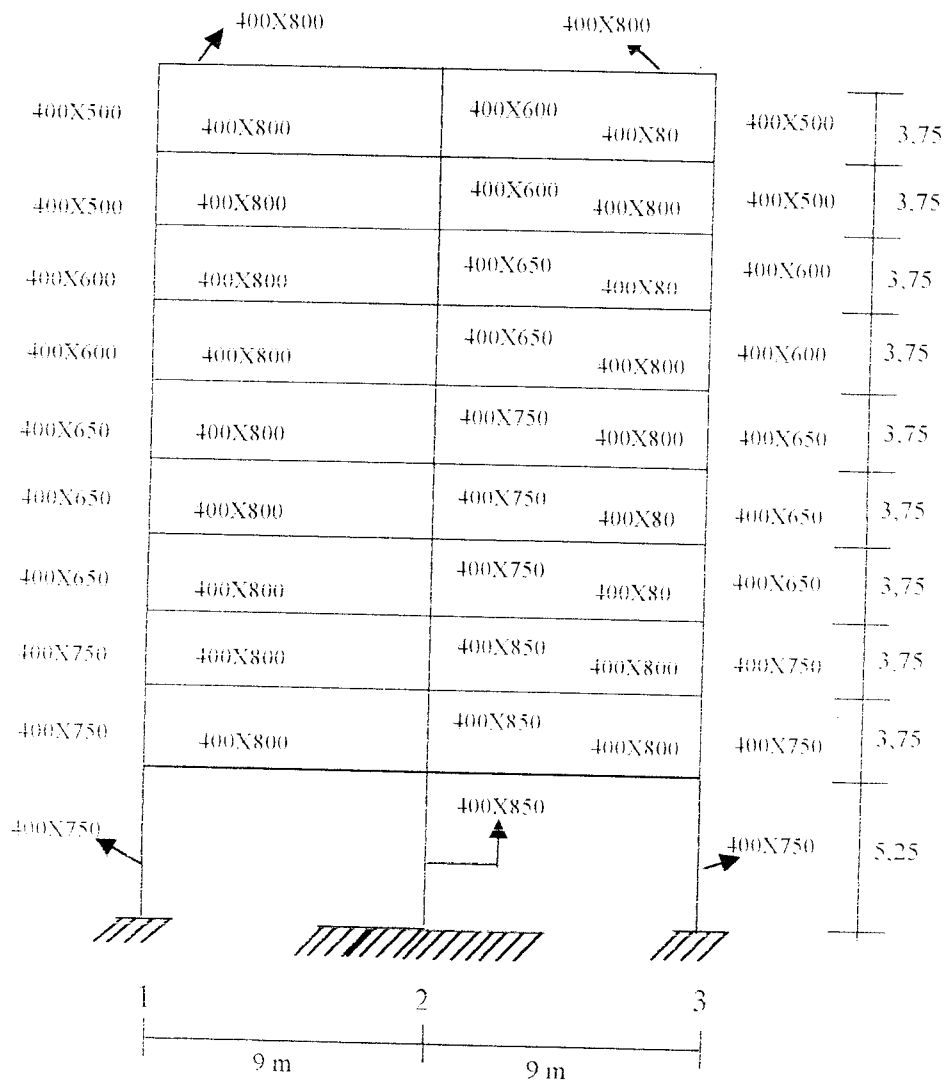 400X800 400X800
400X500 400X800 400X600 400X80 400X500 3,75
400X500 400X800 400X600 400X800 400X500 3,75
400X600 400X800 400X650 400X80 400X600 3,75
400X600 400X800 400X650 400X800 400X600 3,75
400X650 400X800 400X750 400X800 400X650 3,75
400X650 400X800 400X750 400X80 400X650 3,75
400X650 400X800 400X750 400X80 400X650 3,75
400X750 400X800 400X850 400X800 400X750 3,75
400X750 400X800 400X850 400X800 400X750 3,75
400X750 400X850 400X750 5,25
1 2 3
9 m 9 m